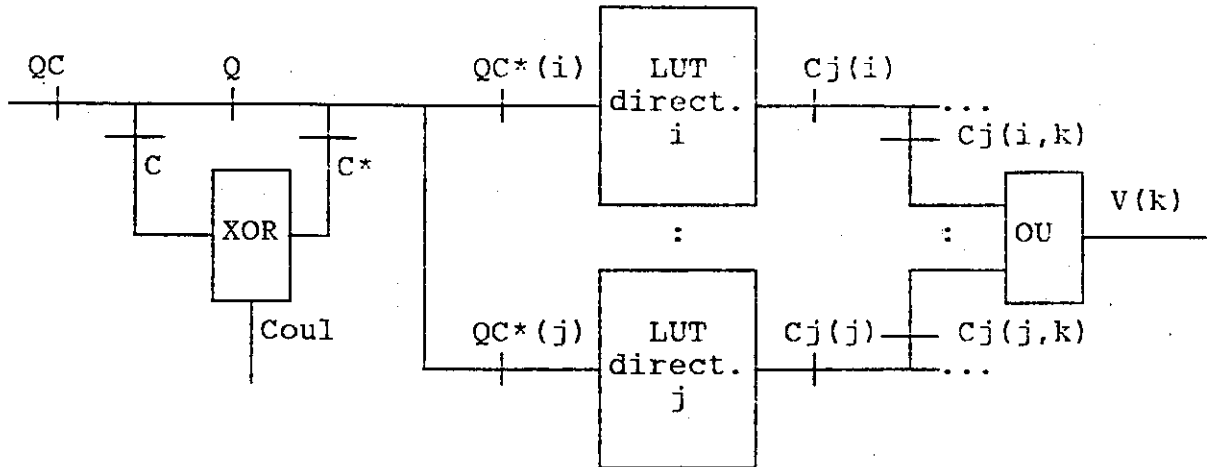 QC
Q
QC*(i)
LUT
direct.
i
Cj(i)
...
C
C*
Cj(i,k)
XOR
:
:
OU
V(k)
Coul
QC*(j)
LUT
direct.
j
Cj(j)
Cj(j,k)
...